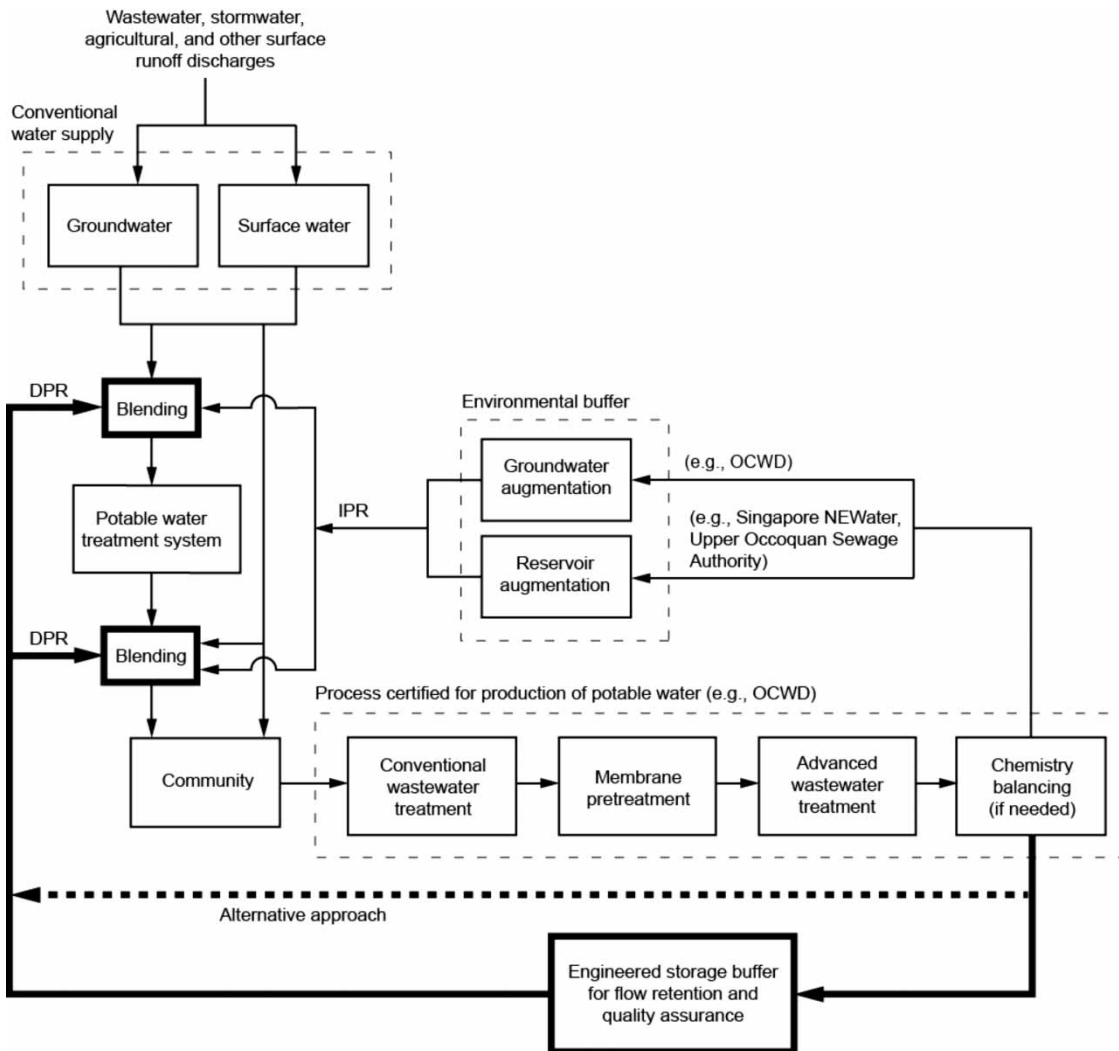 Wastewater, stormwater,
agricultural, and other surface
runoff discharges
Conventional
water supply
Groundwater
Surface water
DPR
Blending
Environmental buffer
Groundwater
augmentation
(e.g., OCWD)
IPR
Potable water
treatment system
(e.g., Singapore NEWater,
Upper Occoquan Sewage
Authority)
Reservoir
augmentation
DPR
Blending
Process certified for production of potable water (e.g., OCWD)
Community
Conventional
wastewater
treatment
Membrane
pretreatment
Advanced
wastewater
treatment
Chemistry
balancing
(if needed)
Alternative approach
Engineered storage buffer
for flow retention and
quality assurance